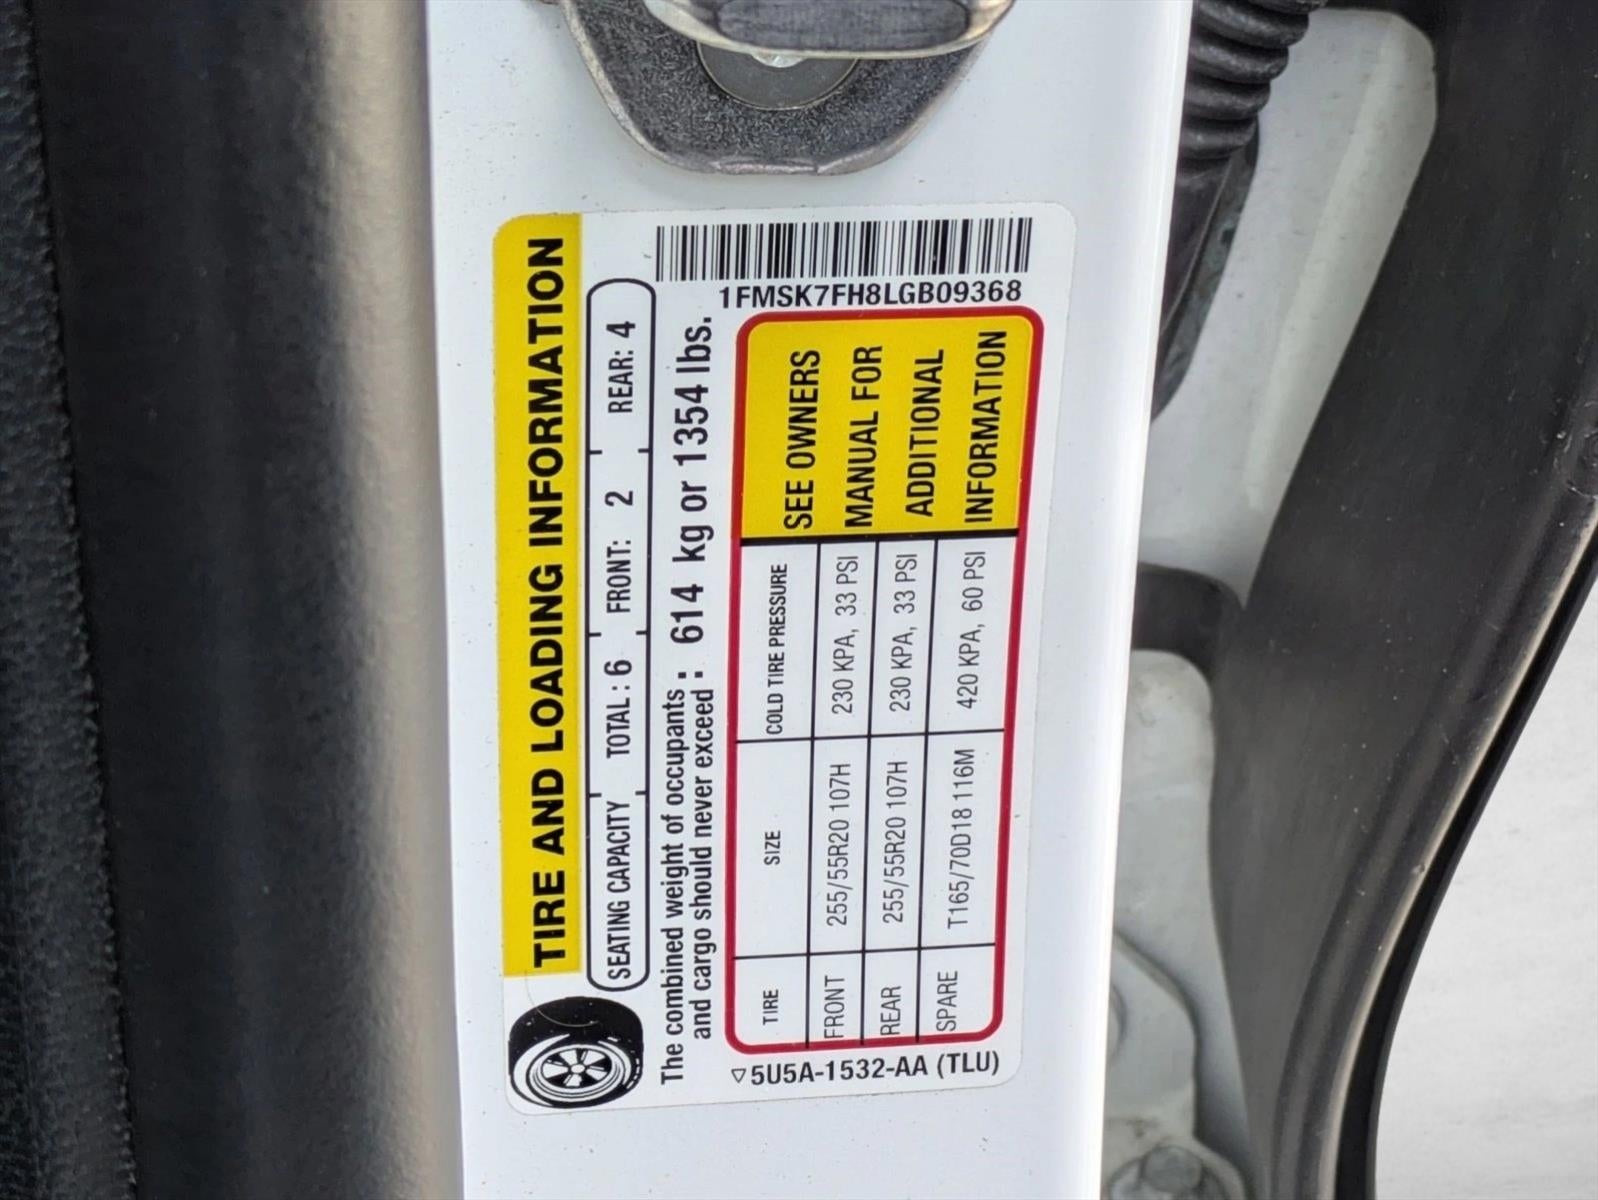 TIRE AND LOADING INFORMATION
SEATING CAPACITY TOTAL: 6 FRONT: 2 REAR: 4
The combined weight of occupants : 614 kg or 1354 lbs.
and cargo should never exceed :
1FMSK7FH8LGB09368
TIRE SIZE COLD TIRE PRESSURE
FRONT 255/55R20 107H 230 KPA, 33 PSI
REAR 255/55R20 107H 230 KPA, 33 PSI
SPARE T165/70D18 116M 420 KPA, 60 PSI
SEE OWNERS
MANUAL FOR
ADDITIONAL
INFORMATION
5U5A-1532-AA (TLU)